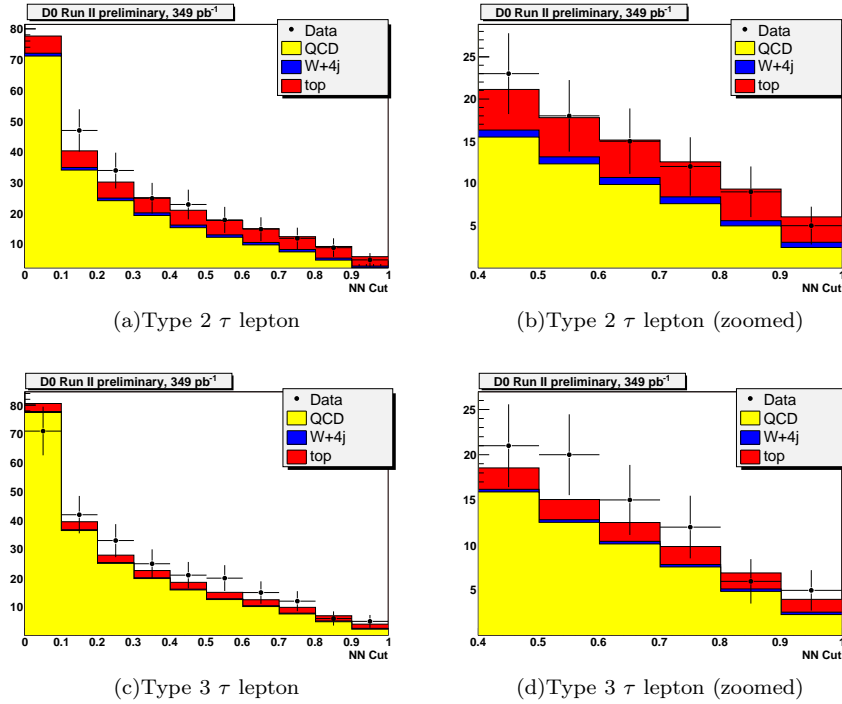 D0 Run II preliminary, 349 pb⁻¹
Data
QCD
W+4j
top
80
70
60
50
40
30
20
10
0 0.1 0.2 0.3 0.4 0.5 0.6 0.7 0.8 0.9 1
NN Cut
(a)Type 2 τ lepton
D0 Run II preliminary, 349 pb⁻¹
Data
QCD
W+4j
top
25
20
15
10
5
0.4 0.5 0.6 0.7 0.8 0.9 1
NN Cut
(b)Type 2 τ lepton (zoomed)
D0 Run II preliminary, 349 pb⁻¹
Data
QCD
W+4j
top
80
70
60
50
40
30
20
10
0 0.1 0.2 0.3 0.4 0.5 0.6 0.7 0.8 0.9 1
NN Cut
(c)Type 3 τ lepton
D0 Run II preliminary, 349 pb⁻¹
Data
QCD
W+4j
top
25
20
15
10
5
0.4 0.5 0.6 0.7 0.8 0.9 1
NN Cut
(d)Type 3 τ lepton (zoomed)